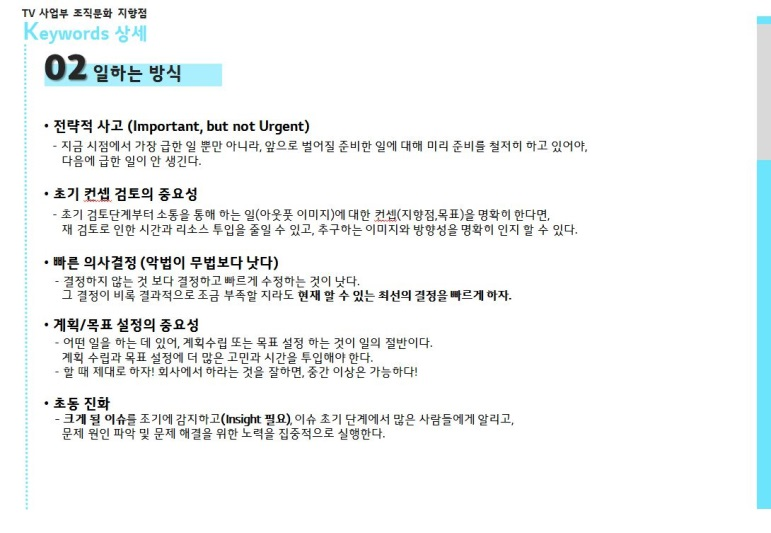 TV 사업부 조직문화 지향점
Keywords 상세
02 일하는 방식
• 전략적 사고 (Important, but not Urgent)
- 지금 시점에서 가장 급한 일 뿐만 아니라, 앞으로 벌어질 준비한 일에 대해 미리 준비를 철저히 하고 있어야,
다음에 급한 일이 안 생긴다.
• 초기 컨셉 검토의 중요성
- 초기 검토단계부터 소통을 통해 하는 일(아웃풋 이미지)에 대한 컨셉(지향점,목표)을 명확히 한다면,
재 검토로 인한 시간과 리소스 투입을 줄일 수 있고, 추구하는 이미지와 방향성을 명확히 인지 할 수 있다.
• 빠른 의사결정 (악법이 무법보다 낫다)
- 결정하지 않는 것 보다 결정하고 빠르게 수정하는 것이 낫다.
그 결정이 비록 결과적으로 조금 부족할 지라도 현재 할 수 있는 최선의 결정을 빠르게 하자.
• 계획/목표 설정의 중요성
- 어떤 일을 하는 데 있어, 계획수립 또는 목표 설정 하는 것이 일의 절반이다.
계획 수립과 목표 설정에 더 많은 고민과 시간을 투입해야 한다.
- 할 때 제대로 하자! 회사에서 하라는 것을 잘하면, 중간 이상은 가능하다!
• 초동 진화
- 크게 될 이슈를 조기에 감지하고(Insight 필요), 이슈 초기 단계에서 많은 사람들에게 알리고,
문제 원인 파악 및 문제 해결을 위한 노력을 집중적으로 실행한다.